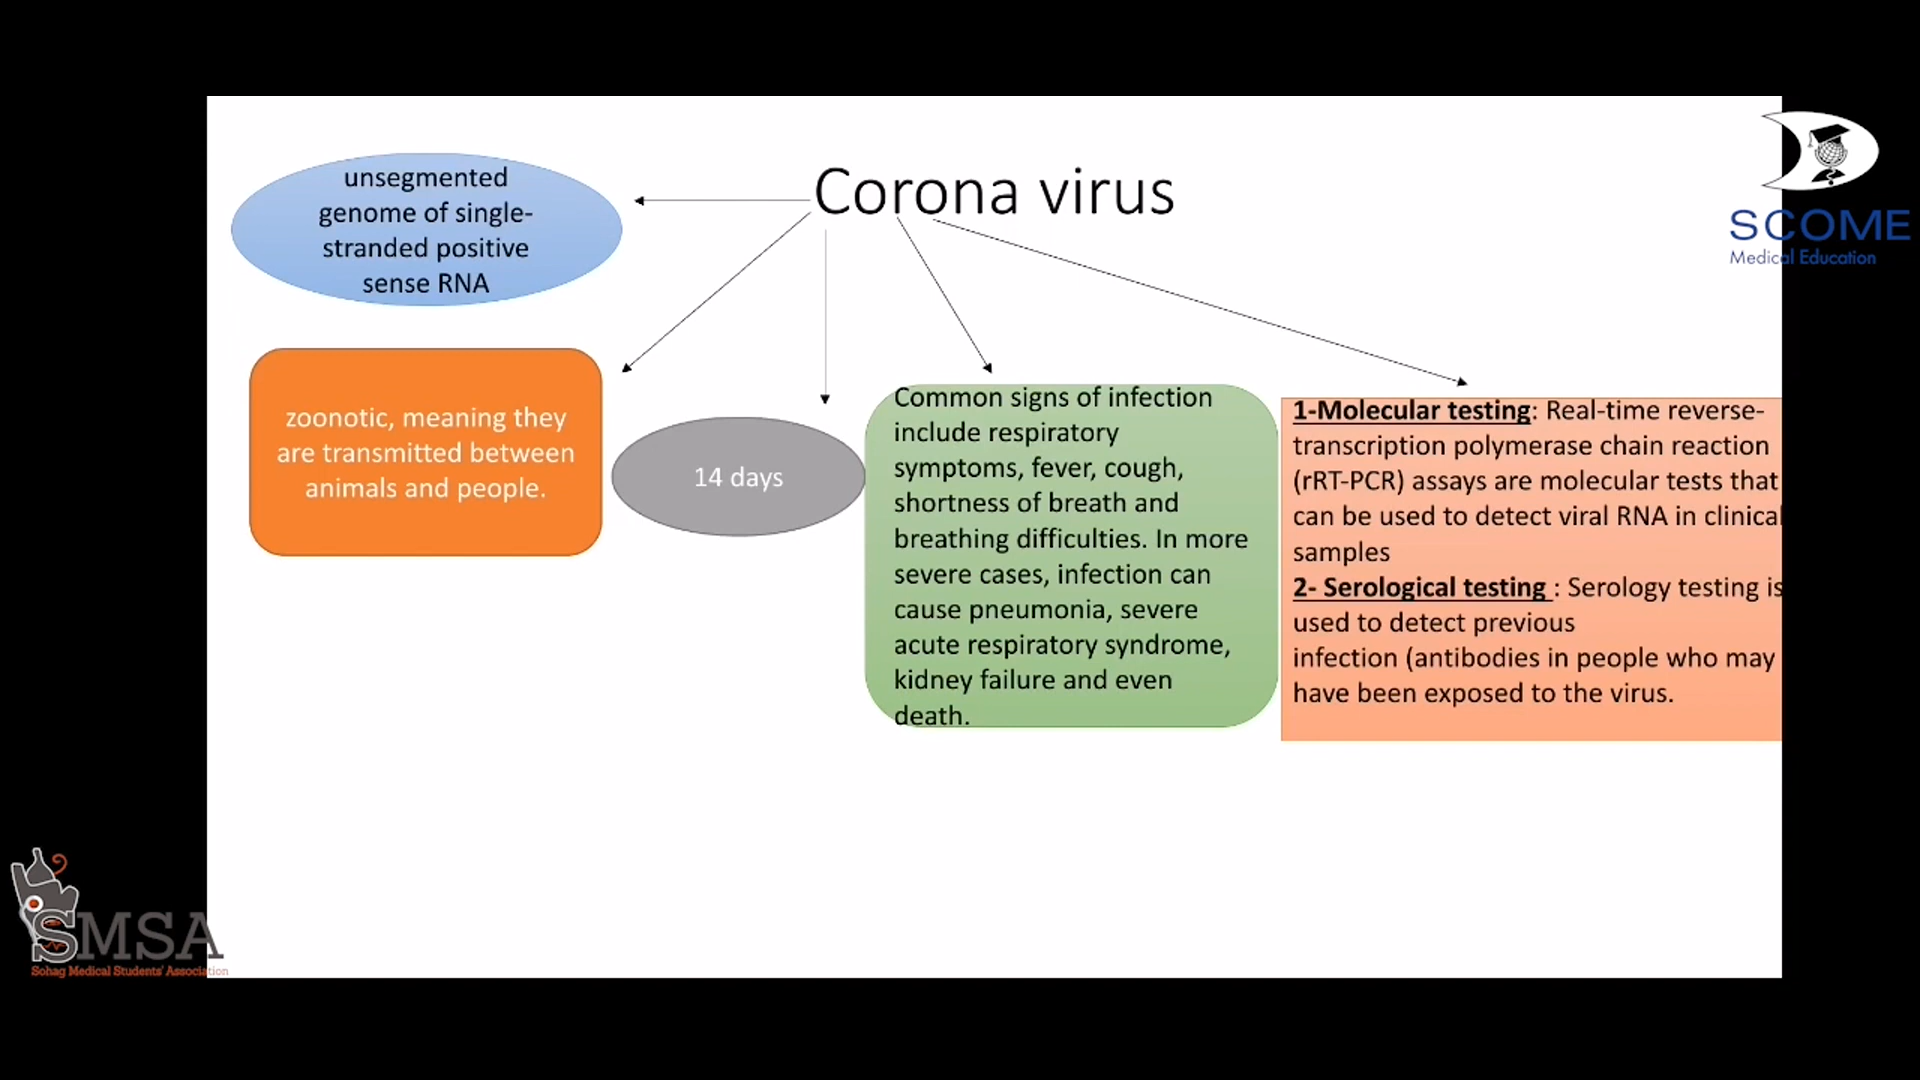 Corona virus
unsegmented
genome of single-
stranded positive
sense RNA
zoonotic, meaning they
are transmitted between
animals and people.
14 days
Common signs of infection
include respiratory
symptoms, fever, cough,
shortness of breath and
breathing difficulties. In more
severe cases, infection can
cause pneumonia, severe
acute respiratory syndrome,
kidney failure and even
death.
1-Molecular testing: Real-time reverse-
transcription polymerase chain reaction
(rRT-PCR) assays are molecular tests that
can be used to detect viral RNA in clinical
samples
2- Serological testing : Serology testing is
used to detect previous
infection (antibodies in people who may
have been exposed to the virus.
SCOME
Medical Education
SMSA
Sohag Medical Students' Association